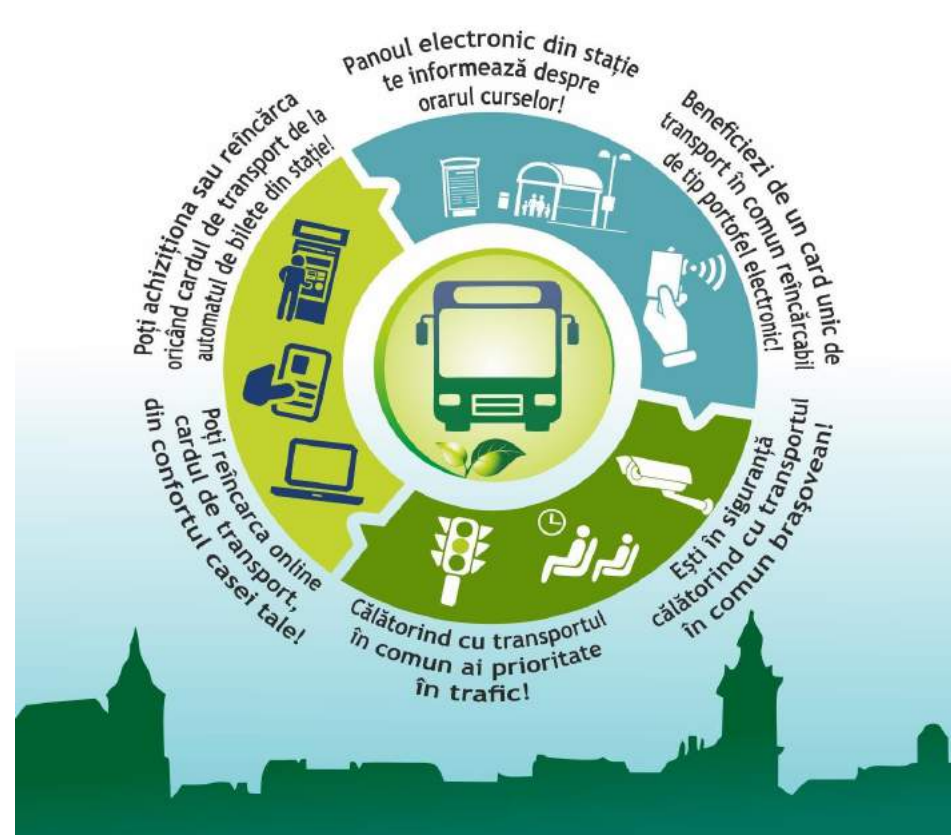 Panoul electronic din stație
te informează despre
orarul curselor!
Beneficiezi de un card unic de
transport în comun reîncărcabil
de tip portofel electronic!
Ești în siguranță
călătorind cu transportul
în comun brașovean!
Călătorind cu transportul
în comun ai prioritate
în trafic!
Poți reîncarca online
cardul de transport,
din confortul casei tale!
Poți achiziționa sau reîncărca
oricând cardul de transport de la
automatul de bilete din stație!